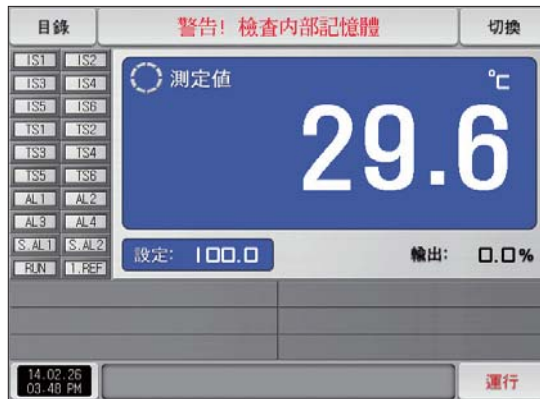 目錄 警告! 檢查內部記憶體 切換
IS1 IS2
IS3 IS4
IS5 IS6
TS1 TS2
TS3 TS4
TS5 TS6
AL1 AL2
AL3 AL4
S.AL1 S.AL2
RUN 1.REF
測定值 ℃
29.6
設定: 100.0 輸出: 0.0%
14.02.26
03.48 PM
運行